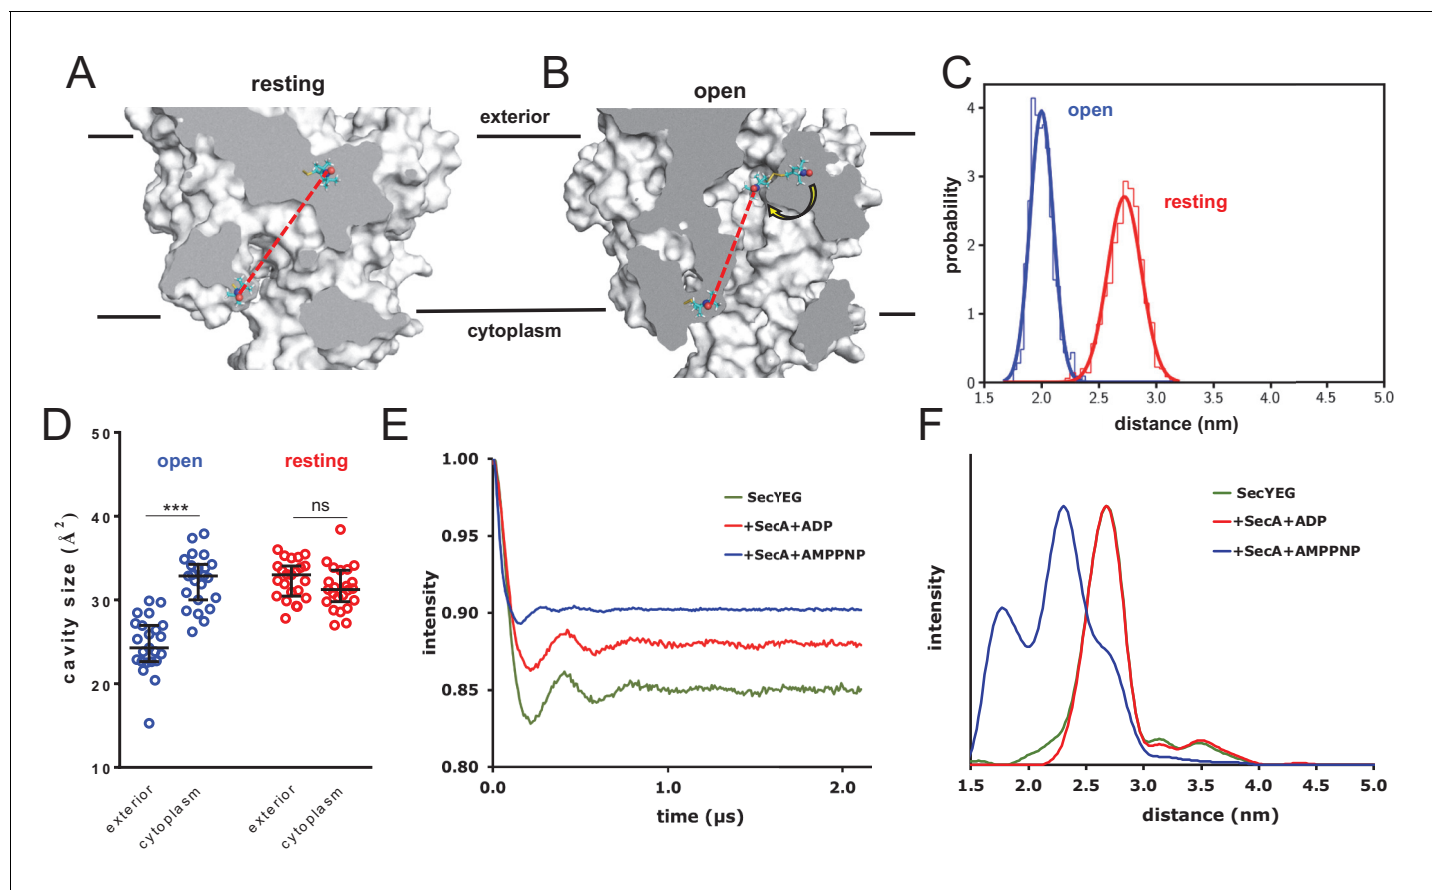 A
resting
B
open
exterior
cytoplasm
C
open
resting
probability
4
3
2
1
0
1.5 2.0 2.5 3.0 3.5 4.0 4.5 5.0
distance (nm)
D
open
resting
***
ns
cavity size (Å²)
50
40
30
20
10
exterior
cytoplasm
exterior
cytoplasm
E
intensity
1.00
0.95
0.90
0.85
0.80
SecYEG
+SecA+ADP
+SecA+AMPPNP
0.0 1.0 2.0
time (µs)
F
intensity
SecYEG
+SecA+ADP
+SecA+AMPPNP
1.5 2.0 2.5 3.0 3.5 4.0 4.5 5.0
distance (nm)